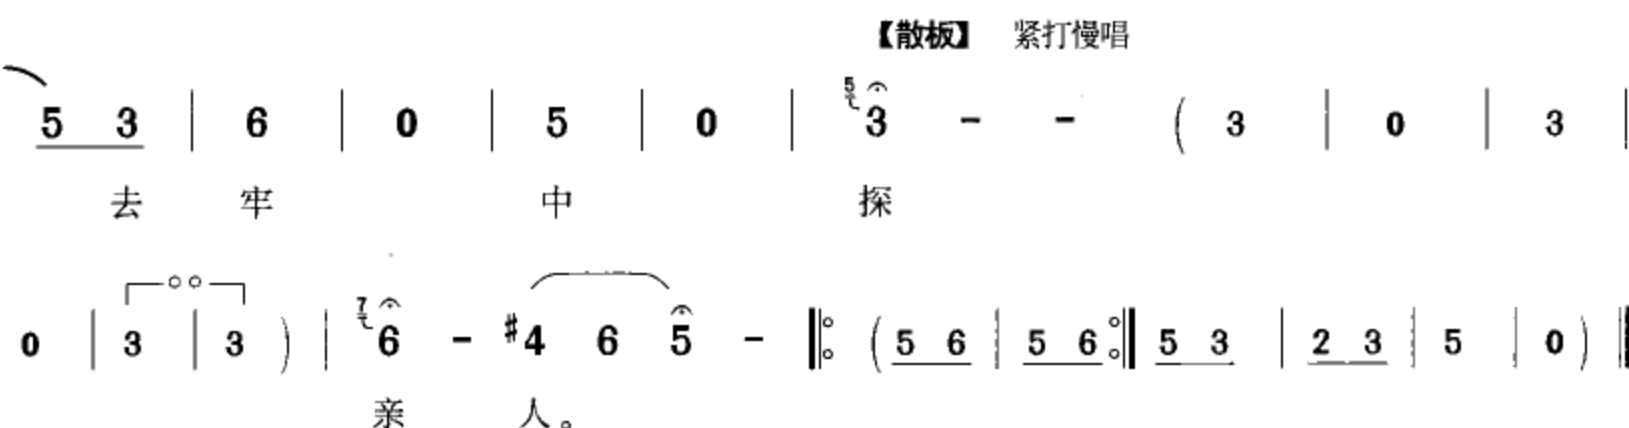 【散板】 紧打慢唱
5 3 | 6 | 0 | 5 | 0 | 5 3 - - ( 3 | 0 | 3 |
去 牢 中 探
0 | 3 | 3 ) | 7 6 - #4 6 5 - ‖: ( 5 6 | 5 6 :‖ 5 3 | 2 3 | 5 | 0 ) ‖
亲 人。